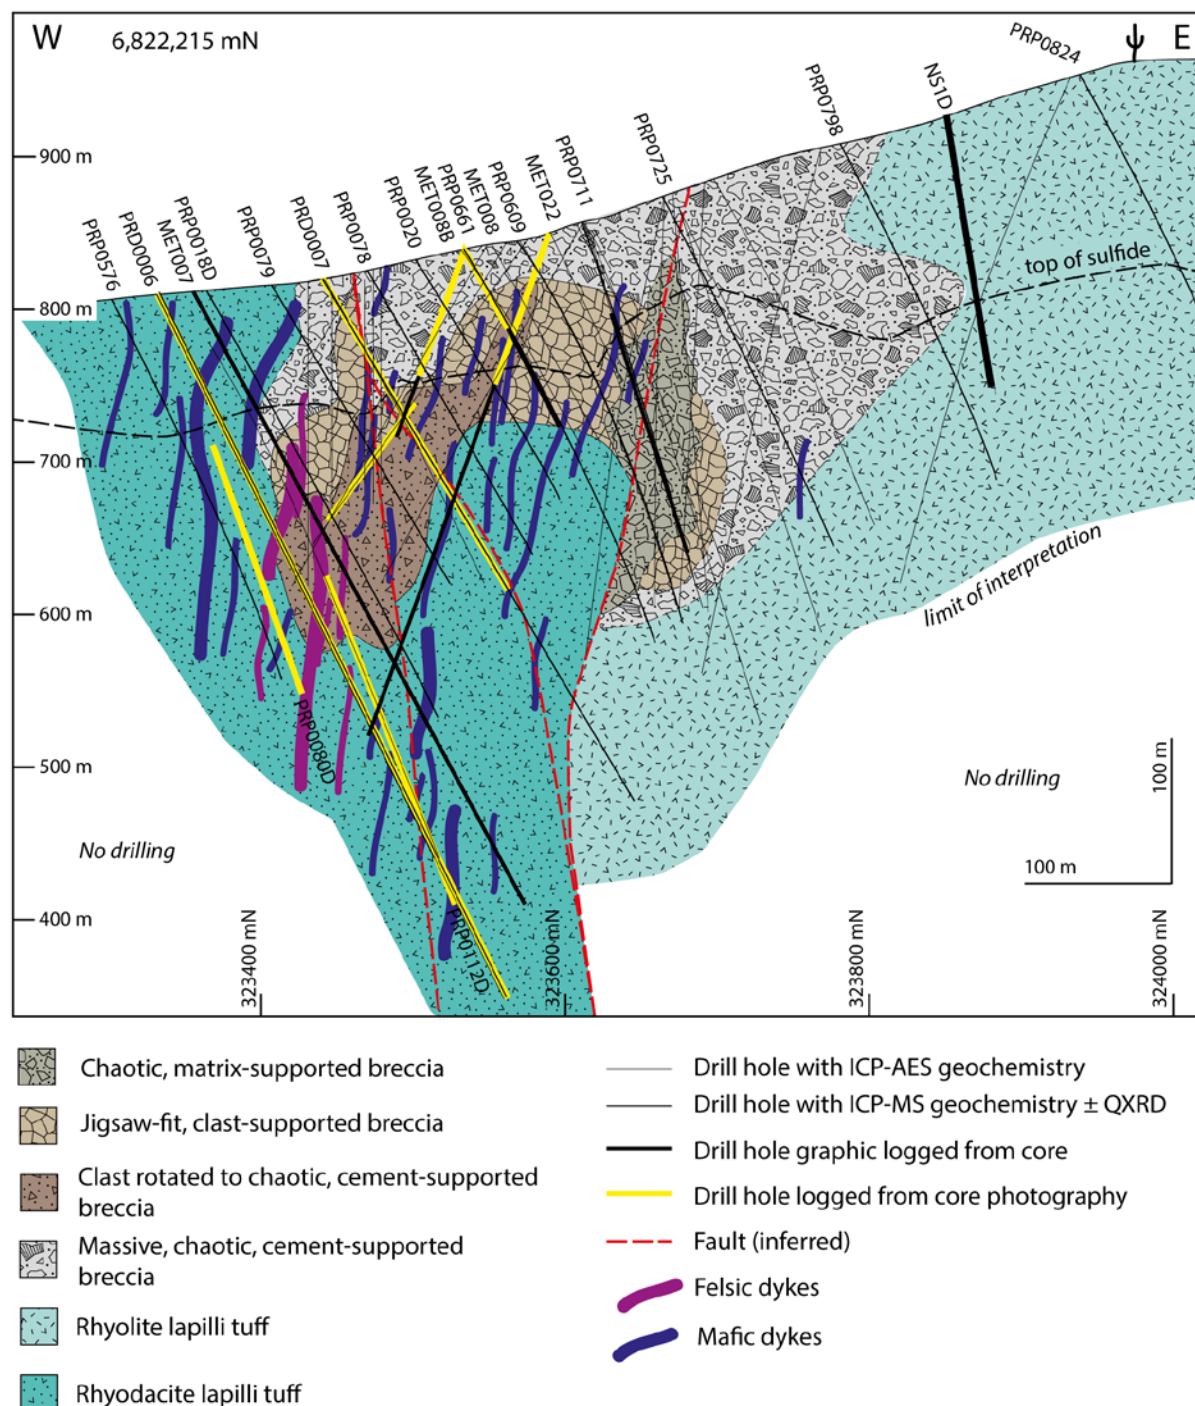 W
6,822,215 mN
ψ E
PRP0824
NS1D
PRP0798
PRP0725
PRP0711
MET022
PRP0609
MET008
PRP0661
MET008B
PRP0020
PRP0078
PRD0007
PRP0079
PRP0018D
MET007
PRD0006
PRP0576
900 m
800 m
700 m
600 m
500 m
400 m
top of sulfide
limit of interpretation
PRP0080D
PRP0112D
No drilling
No drilling
100 m
100 m
323400 mN
323600 mN
323800 mN
324000 mN
Chaotic, matrix-supported breccia
Jigsaw-fit, clast-supported breccia
Clast rotated to chaotic, cement-supported
breccia
Massive, chaotic, cement-supported
breccia
Rhyolite lapilli tuff
Rhyodacite lapilli tuff
Drill hole with ICP-AES geochemistry
Drill hole with ICP-MS geochemistry ± QXRD
Drill hole graphic logged from core
Drill hole logged from core photography
Fault (inferred)
Felsic dykes
Mafic dykes